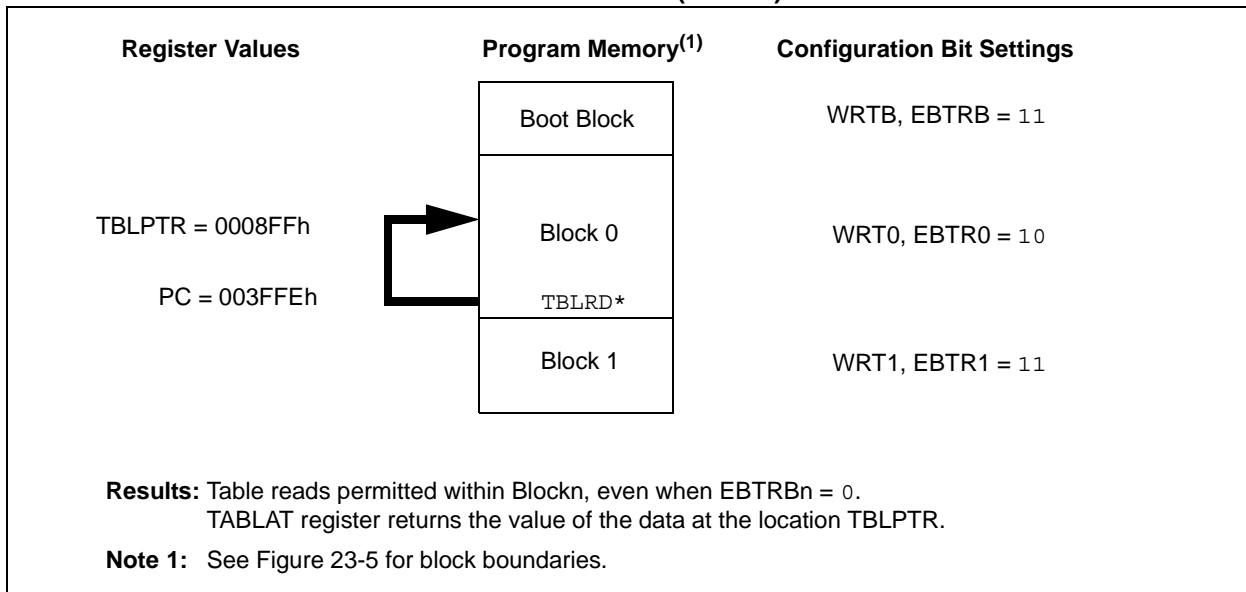 Register Values Program Memory(1) Configuration Bit Settings
Boot Block WRTB, EBTRB = 11
TBLPTR = 0008FFh Block 0 WRT0, EBTR0 = 10
PC = 003FFEh TBLRD*
Block 1 WRT1, EBTR1 = 11
Results: Table reads permitted within Blockn, even when EBTRBn = 0.
TABLAT register returns the value of the data at the location TBLPTR.
Note 1: See Figure 23-5 for block boundaries.